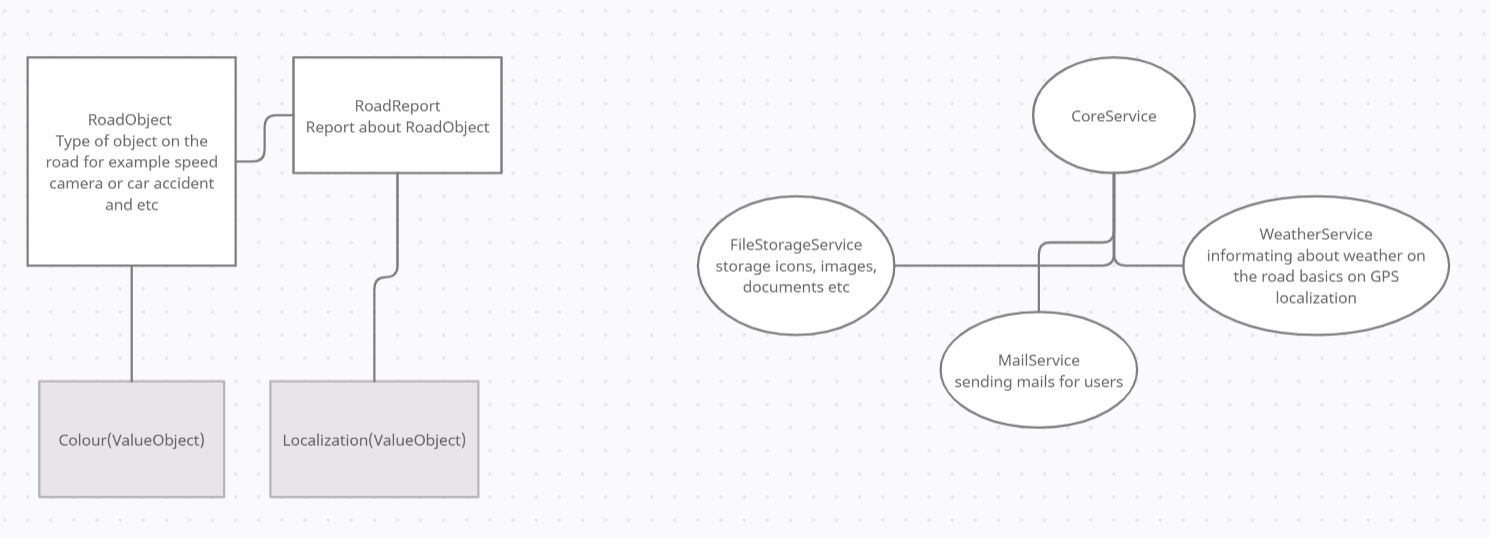 RoadObject
Type of object on the
road for example speed
camera or car accident
and etc
RoadReport
Report about RoadObject
Colour(ValueObject)
Localization(ValueObject)
CoreService
FileStorageService
storage icons, images,
documents etc
MailService
sending mails for users
WeatherService
informating about weather on
the road basics on GPS
localization